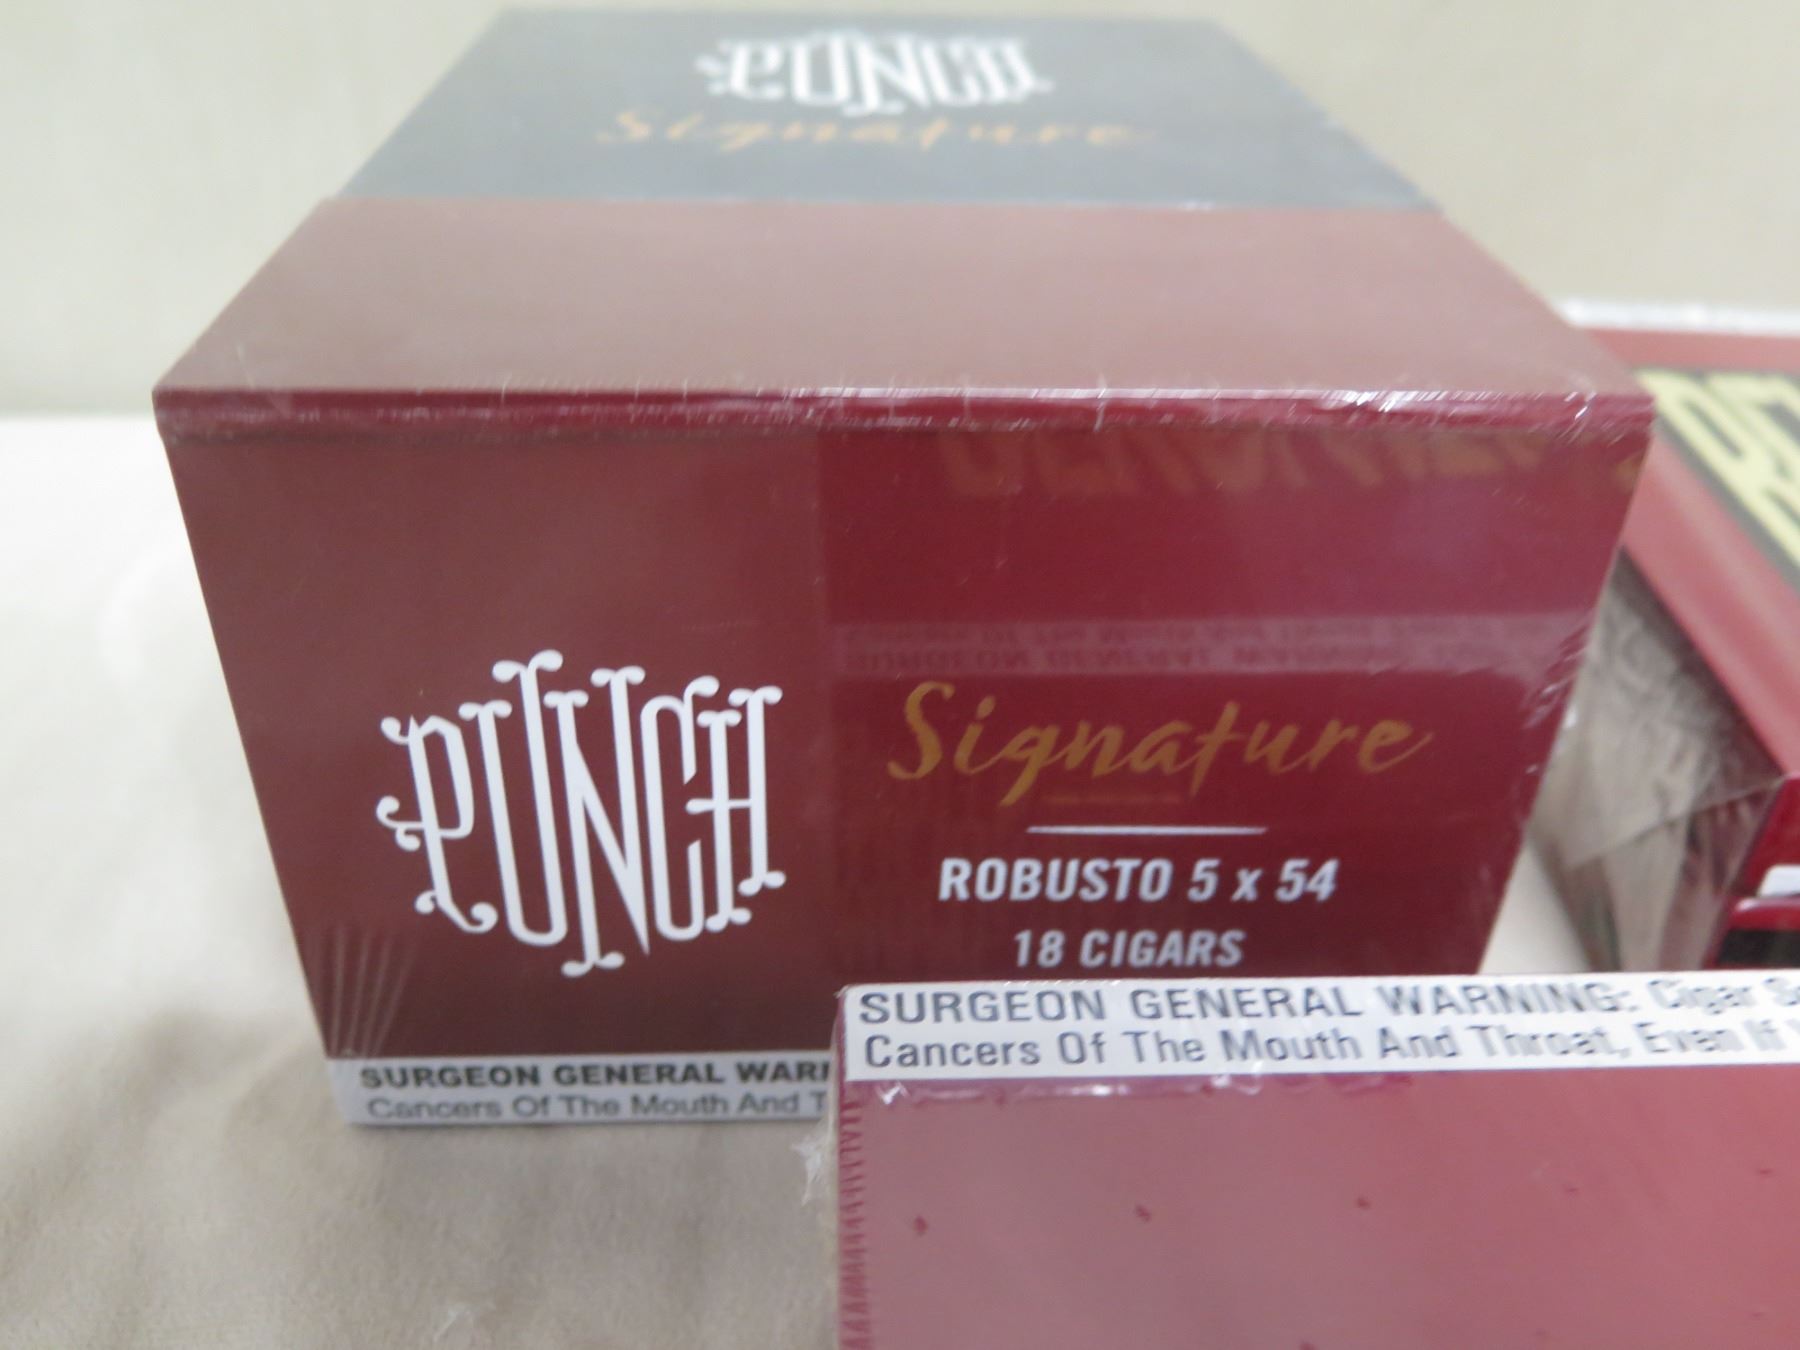 PUNCH
Signature
PUNCH
Signature
ROBUSTO 5 x 54
18 CIGARS
SURGEON GENERAL
Cancers Of The Mouth And
SURGEON GENERAL WARNING: Cigar
Cancers Of The Mouth And Throat, Even If